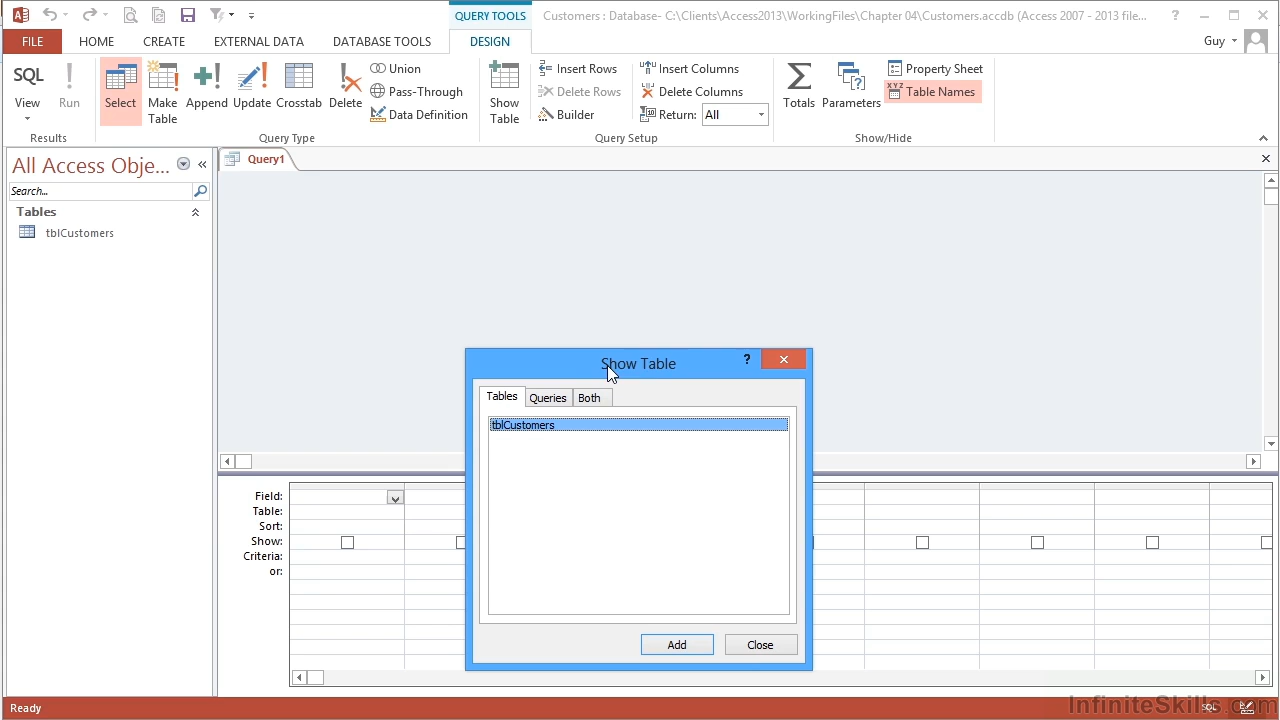 QUERY TOOLS
Customers : Database- C:\Clients\Access2013\WorkingFiles\Chapter 04\Customers.accdb (Access 2007 - 2013 file...
?
FILE HOME CREATE EXTERNAL DATA DATABASE TOOLS DESIGN
Guy
SQL
View
Run
Results
Select
Make
Table
Append
Update
Crosstab
Delete
Union
Pass-Through
Data Definition
Query Type
Show
Table
Insert Rows
Delete Rows
Builder
Insert Columns
Delete Columns
Return: All
Query Setup
Totals
Parameters
Property Sheet
XYZ Table Names
Show/Hide
All Access Obje...
Search...
Tables
tblCustomers
Query1
Show Table
?
Tables Queries Both
tblCustomers
Add Close
Field:
Table:
Sort:
Show:
Criteria:
or:
Ready
SQL
InfiniteSkills.com